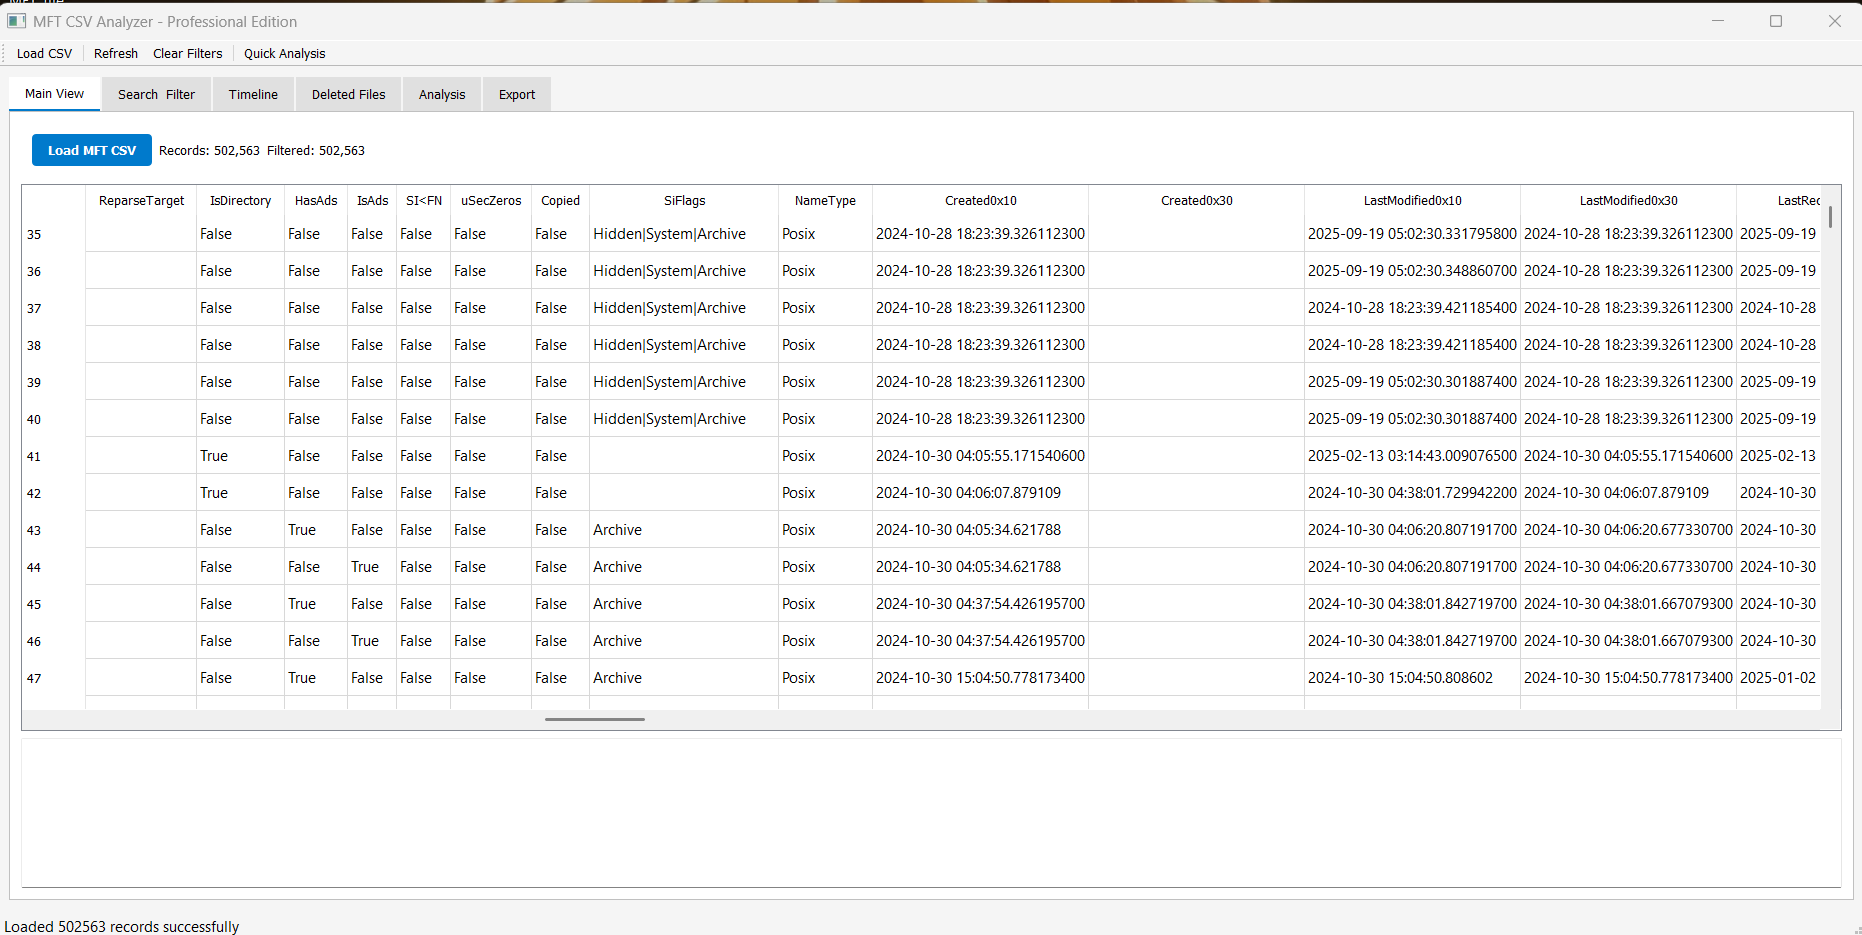 MFT CSV Analyzer - Professional Edition
Load CSV Refresh Clear Filters Quick Analysis
Main View Search Filter Timeline Deleted Files Analysis Export
Load MFT CSV Records: 502,563 Filtered: 502,563
ReparseTarget IsDirectory HasAds IsAds SI<FN uSecZeros Copied SiFlags NameType Created0x10 Created0x30 LastModified0x10 LastModified0x30 LastRec
35 False False False False False False Hidden|System|Archive Posix 2024-10-28 18:23:39.326112300 2025-09-19 05:02:30.331795800 2024-10-28 18:23:39.326112300 2025-09-19
36 False False False False False False Hidden|System|Archive Posix 2024-10-28 18:23:39.326112300 2025-09-19 05:02:30.348860700 2024-10-28 18:23:39.326112300 2025-09-19
37 False False False False False False Hidden|System|Archive Posix 2024-10-28 18:23:39.326112300 2024-10-28 18:23:39.421185400 2024-10-28 18:23:39.326112300 2024-10-28
38 False False False False False False Hidden|System|Archive Posix 2024-10-28 18:23:39.326112300 2024-10-28 18:23:39.421185400 2024-10-28 18:23:39.326112300 2024-10-28
39 False False False False False False Hidden|System|Archive Posix 2024-10-28 18:23:39.326112300 2025-09-19 05:02:30.301887400 2024-10-28 18:23:39.326112300 2025-09-19
40 False False False False False False Hidden|System|Archive Posix 2024-10-28 18:23:39.326112300 2025-09-19 05:02:30.301887400 2024-10-28 18:23:39.326112300 2025-09-19
41 True False False False False False Posix 2024-10-30 04:05:55.171540600 2025-02-13 03:14:43.009076500 2024-10-30 04:05:55.171540600 2025-02-13
42 True False False False False False Posix 2024-10-30 04:06:07.879109 2024-10-30 04:38:01.729942200 2024-10-30 04:06:07.879109 2024-10-30
43 False True False False False False Archive Posix 2024-10-30 04:05:34.621788 2024-10-30 04:06:20.807191700 2024-10-30 04:06:20.677330700 2024-10-30
44 False False True False False False Archive Posix 2024-10-30 04:05:34.621788 2024-10-30 04:06:20.807191700 2024-10-30 04:06:20.677330700 2024-10-30
45 False True False False False False Archive Posix 2024-10-30 04:37:54.426195700 2024-10-30 04:38:01.842719700 2024-10-30 04:38:01.667079300 2024-10-30
46 False False True False False False Archive Posix 2024-10-30 04:37:54.426195700 2024-10-30 04:38:01.842719700 2024-10-30 04:38:01.667079300 2024-10-30
47 False True False False False False Archive Posix 2024-10-30 15:04:50.778173400 2024-10-30 15:04:50.808602 2024-10-30 15:04:50.778173400 2025-01-02
Loaded 502563 records successfully